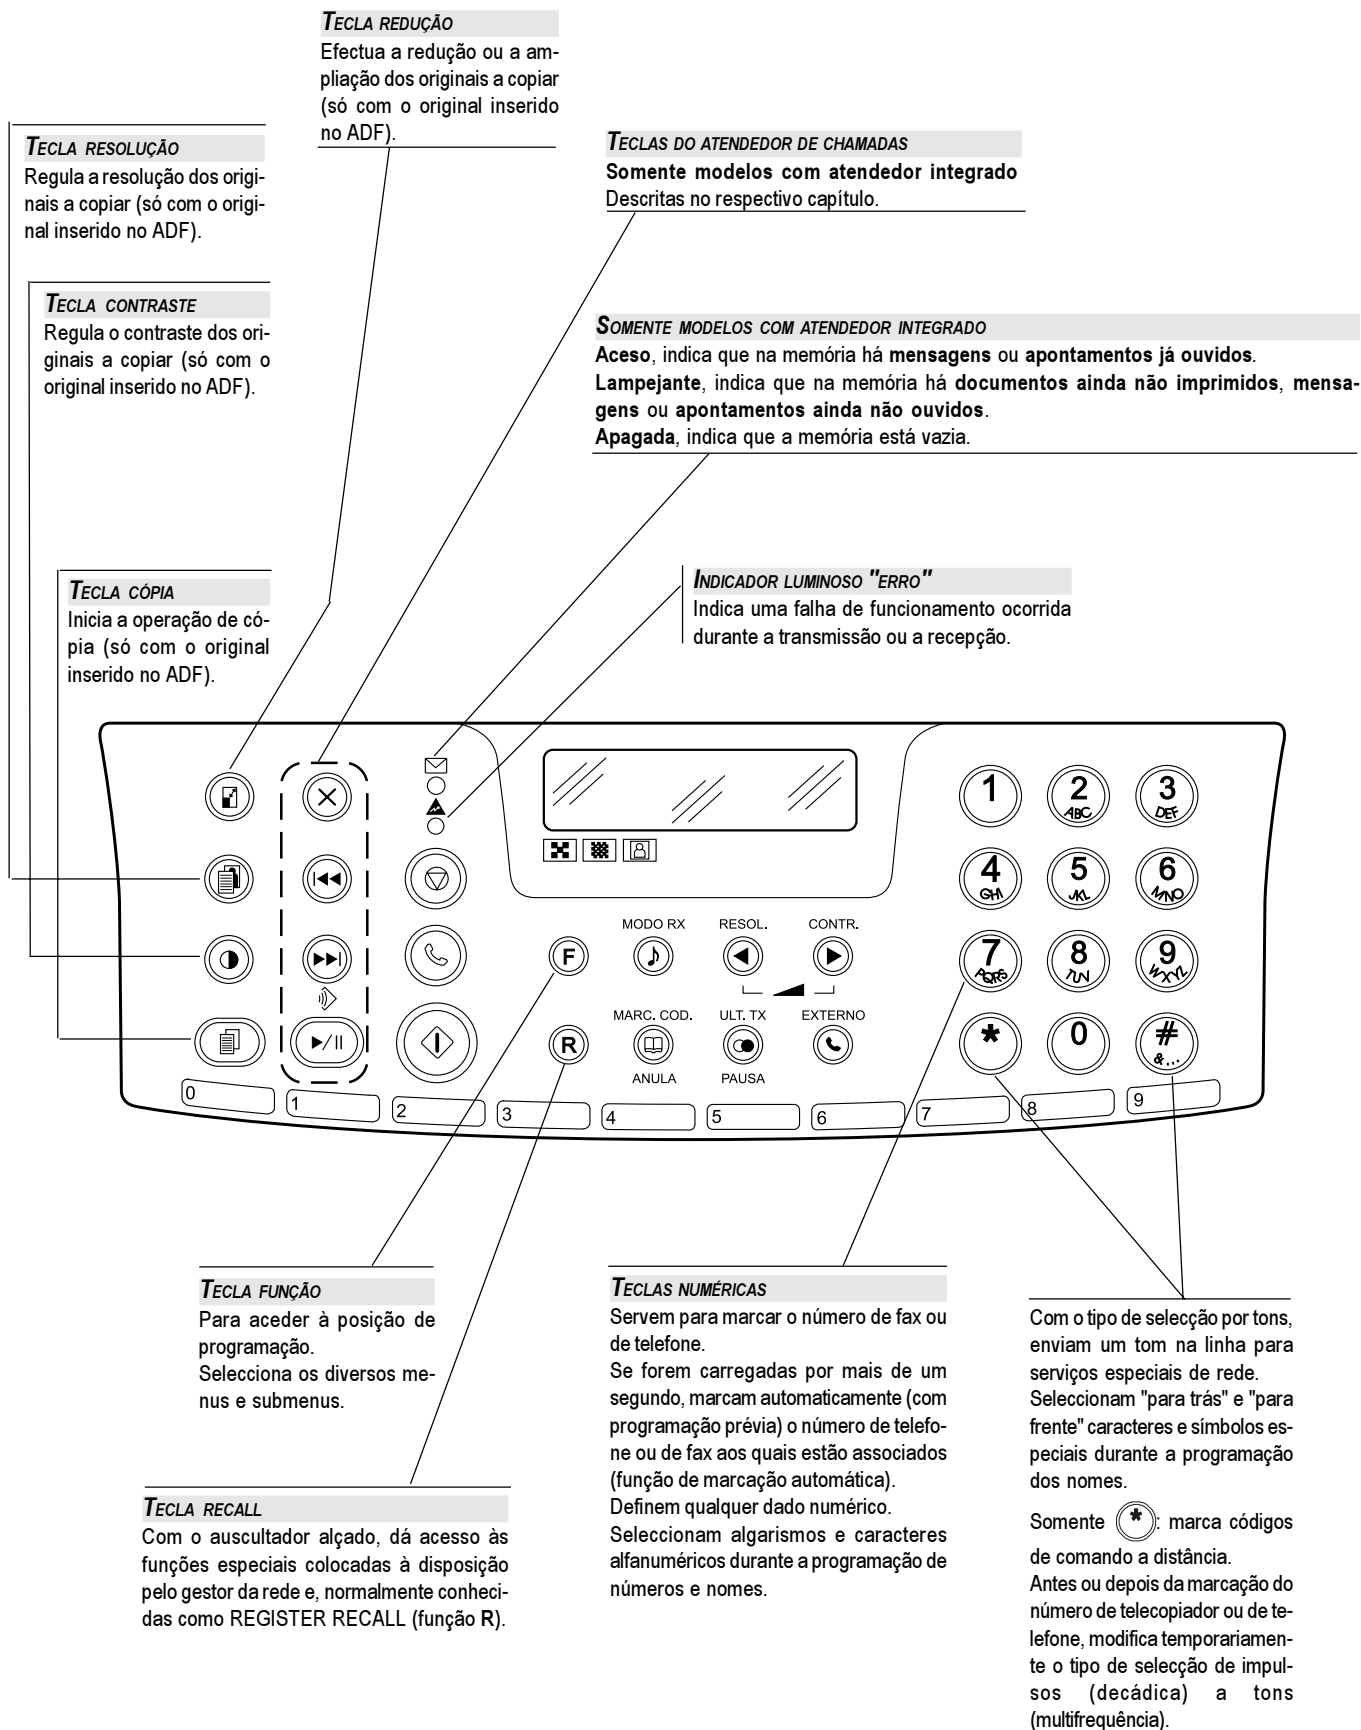 TECLA REDUÇÃO
Efectua a redução ou a am-
pliação dos originais a copiar
(só com o original inserido
no ADF).
TECLA RESOLUÇÃO
Regula a resolução dos origi-
nais a copiar (só com o origi-
nal inserido no ADF).
TECLAS DO ATENDEDOR DE CHAMADAS
Somente modelos com atendedor integrado
Descritas no respectivo capítulo.
TECLA CONTRASTE
Regula o contraste dos ori-
ginais a copiar (só com o
original inserido no ADF).
SOMENTE MODELOS COM ATENDEDOR INTEGRADO
Aceso, indica que na memória há mensagens ou apontamentos já ouvidos.
Lampejante, indica que na memória há documentos ainda não imprimidos, mensa-
gens ou apontamentos ainda não ouvidos.
Apagada, indica que a memória está vazia.
TECLA CÓPIA
Inicia a operação de có-
pia (só com o original
inserido no ADF).
INDICADOR LUMINOSO "ERRO"
Indica uma falha de funcionamento ocorrida
durante a transmissão ou a recepção.
1 2 3
ABC DEF
4 5 6
GHI JKL MNO
MODO RX RESOL. CONTR.
F
7 8 9
PQRS TUV WXYZ
MARC. COD. ULT. TX EXTERNO
R
* 0 #
&...
ANULA PAUSA
0 1 2 3 4 5 6 7 8 9
TECLA FUNÇÃO
Para aceder à posição de
programação.
Selecciona os diversos me-
nus e submenus.
TECLA RECALL
Com o auscultador alçado, dá acesso às
funções especiais colocadas à disposição
pelo gestor da rede e, normalmente conheci-
das como REGISTER RECALL (função R).
TECLAS NUMÉRICAS
Servem para marcar o número de fax ou
de telefone.
Se forem carregadas por mais de um
segundo, marcam automaticamente (com
programação prévia) o número de telefo-
ne ou de fax aos quais estão associados
(função de marcação automática).
Definem qualquer dado numérico.
Seleccionam algarismos e caracteres
alfanuméricos durante a programação de
números e nomes.
Com o tipo de selecção por tons,
enviam um tom na linha para
serviços especiais de rede.
Seleccionam "para trás" e "para
frente" caracteres e símbolos es-
peciais durante a programação
dos nomes.
Somente *: marca códigos
de comando a distância.
Antes ou depois da marcação do
número de telecopiador ou de te-
lefone, modifica temporariamen-
te o tipo de selecção de impul-
sos (decádica) a tons
(multifrequência).